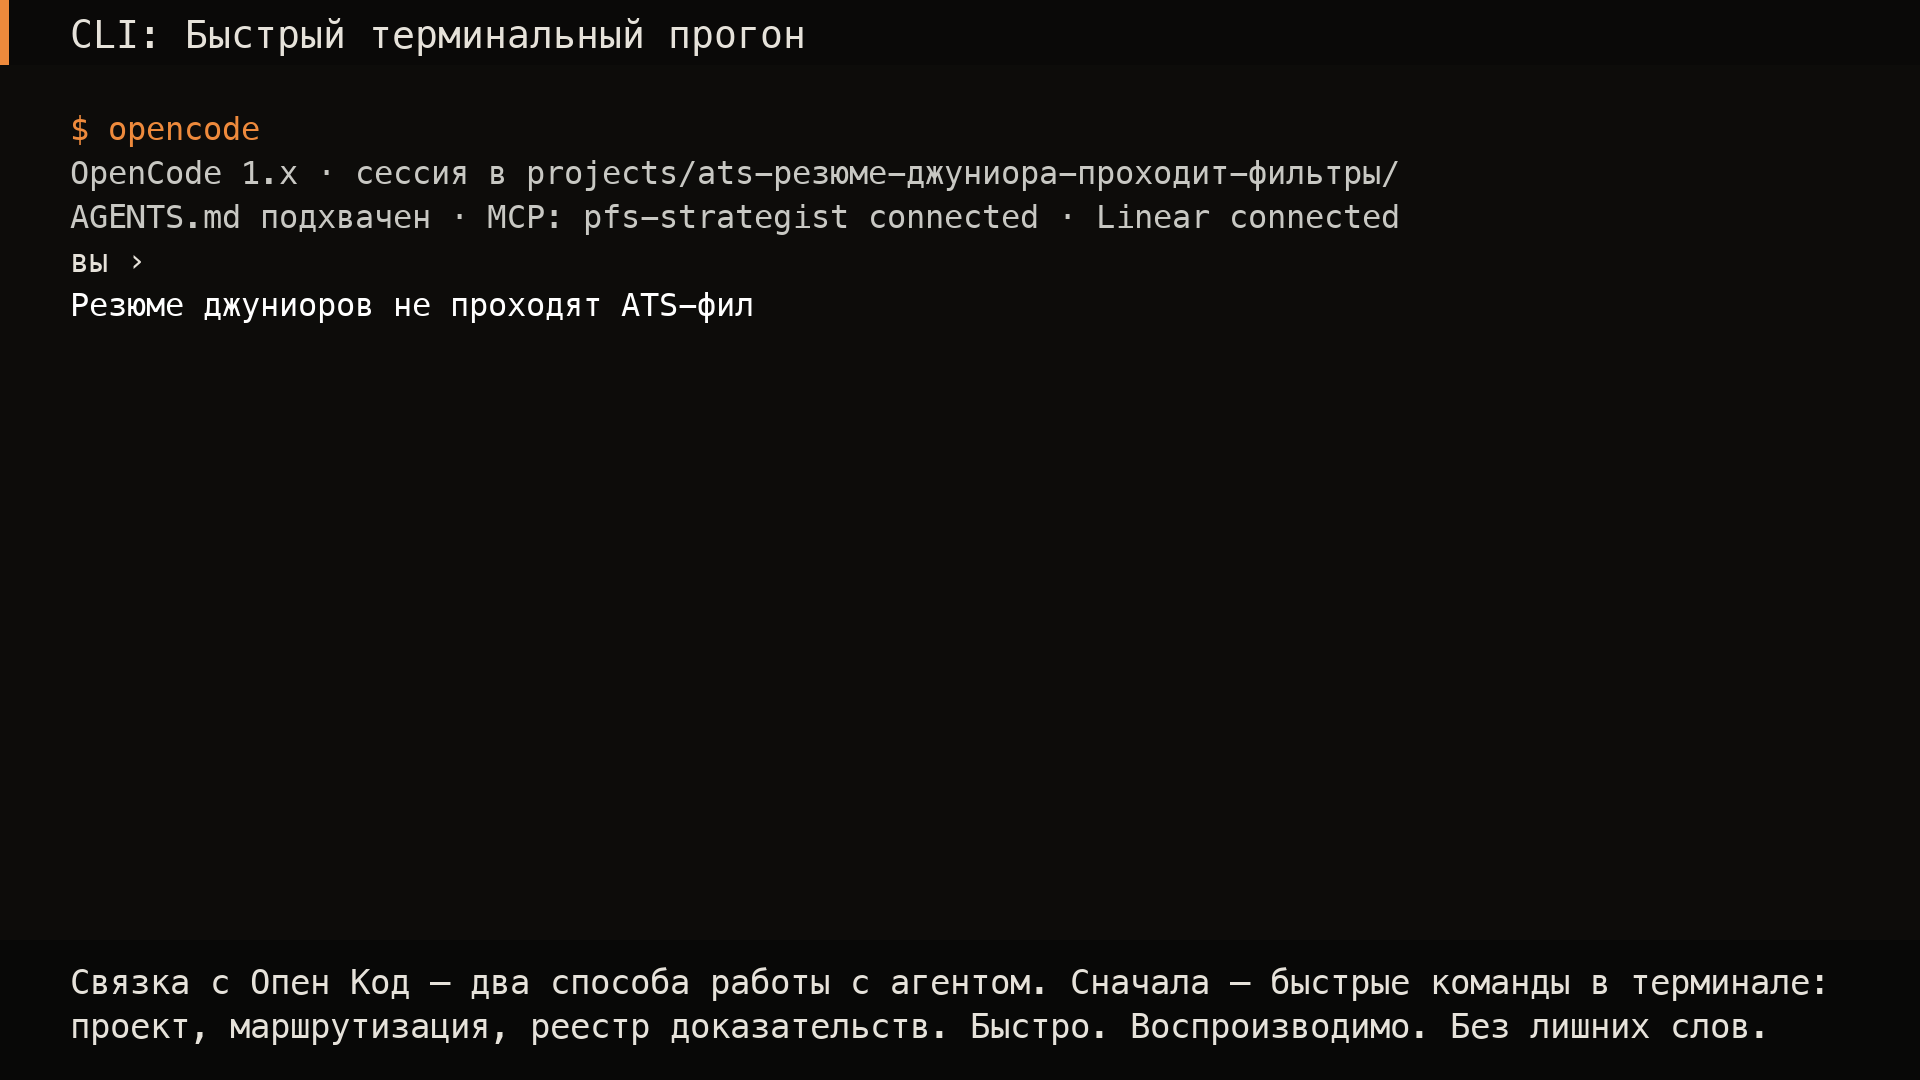 CLI: Быстрый терминальный прогон
$ opencode
OpenCode 1.x · сессия в projects/ats−резюме−джуниора−проходит−фильтры/
AGENTS.md подхвачен · MCP: pfs−strategist connected · Linear connected
вы ›
Резюме джуниоров не проходят ATS−фил
Связка с Опен Код — два способа работы с агентом. Сначала — быстрые команды в терминале:
проект, маршрутизация, реестр доказательств. Быстро. Воспроизводимо. Без лишних слов.